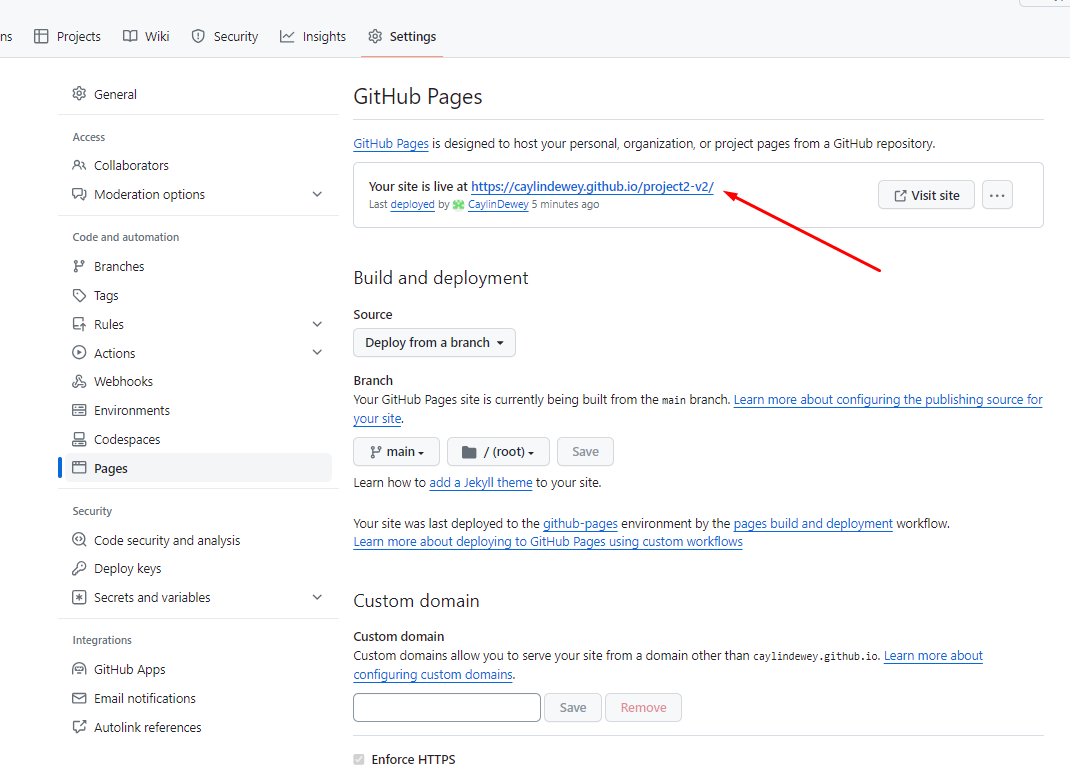 ns Projects Wiki Security Insights Settings
General
Access
Collaborators
Moderation options
Code and automation
Branches
Tags
Rules
Actions
Webhooks
Environments
Codespaces
Pages
Security
Code security and analysis
Deploy keys
Secrets and variables
Integrations
GitHub Apps
Email notifications
Autolink references
GitHub Pages
GitHub Pages is designed to host your personal, organization, or project pages from a GitHub repository.
Your site is live at https://caylindewey.github.io/project2-v2/
Last deployed by CaylinDewey 5 minutes ago
Visit site
Build and deployment
Source
Deploy from a branch
Branch
Your GitHub Pages site is currently being built from the main branch. Learn more about configuring the publishing source for
your site.
main / (root) Save
Learn how to add a Jekyll theme to your site.
Your site was last deployed to the github-pages environment by the pages build and deployment workflow.
Learn more about deploying to GitHub Pages using custom workflows
Custom domain
Custom domain
Custom domains allow you to serve your site from a domain other than caylindewey.github.io. Learn more about
configuring custom domains.
Save Remove
Enforce HTTPS